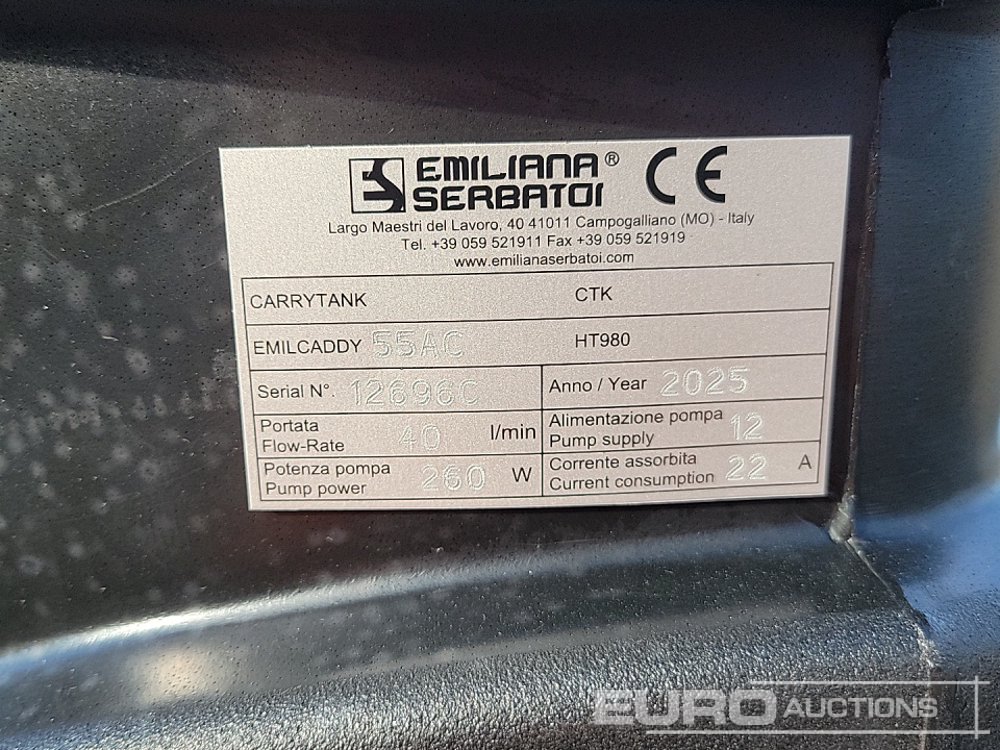 EMILIANA®
SERBATOI
CE
Largo Maestri del Lavoro, 40 41011 Campogalliano (MO) - Italy
Tel. +39 059 521911 Fax +39 059 521919
www.emilianaserbatoi.com
CARRYTANK CTK
EMILCADDY 55AC HT980
Serial N°. 12696C Anno / Year 2025
Portata
Flow-Rate 40 l/min
Alimentazione pompa
Pump supply 12
Potenza pompa
Pump power 260 W
Corrente assorbita
Current consumption 22 A
EURO AUCTIONS